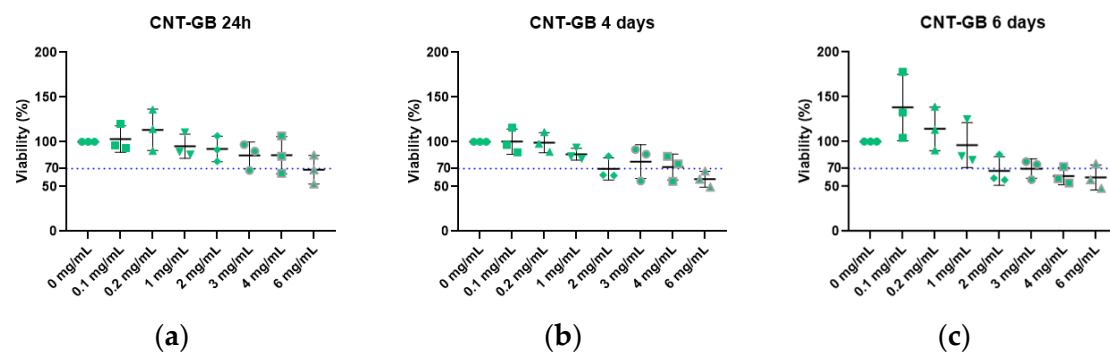 CNT-GB 24h
Viability (%)
200
150
100
70
50
0
0 mg/mL
0.1 mg/mL
0.2 mg/mL
1 mg/mL
2 mg/mL
3 mg/mL
4 mg/mL
6 mg/mL
(a)
CNT-GB 4 days
Viability (%)
200
150
100
70
50
0
0 mg/mL
0.1 mg/mL
0.2 mg/mL
1 mg/mL
2 mg/mL
3 mg/mL
4 mg/mL
6 mg/mL
(b)
CNT-GB 6 days
Viability (%)
200
150
100
70
50
0
0 mg/mL
0.1 mg/mL
0.2 mg/mL
1 mg/mL
2 mg/mL
3 mg/mL
4 mg/mL
6 mg/mL
(c)